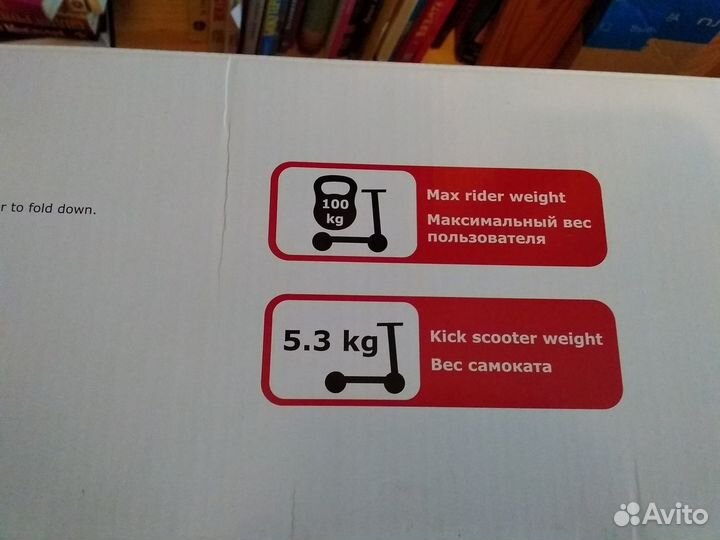 r to fold down.
100
kg
Max rider weight
Максимальный вес
пользователя
5.3 kg
Kick scooter weight
Вес самоката
Avito